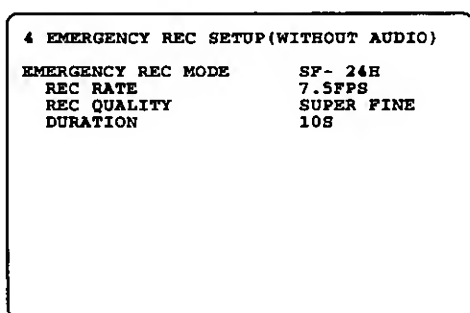 4 EMERGENCY REC SETUP(WITHOUT AUDIO)
EMERGENCY REC MODE SF- 24H
REC RATE 7.5FPS
REC QUALITY SUPER FINE
DURATION 10S